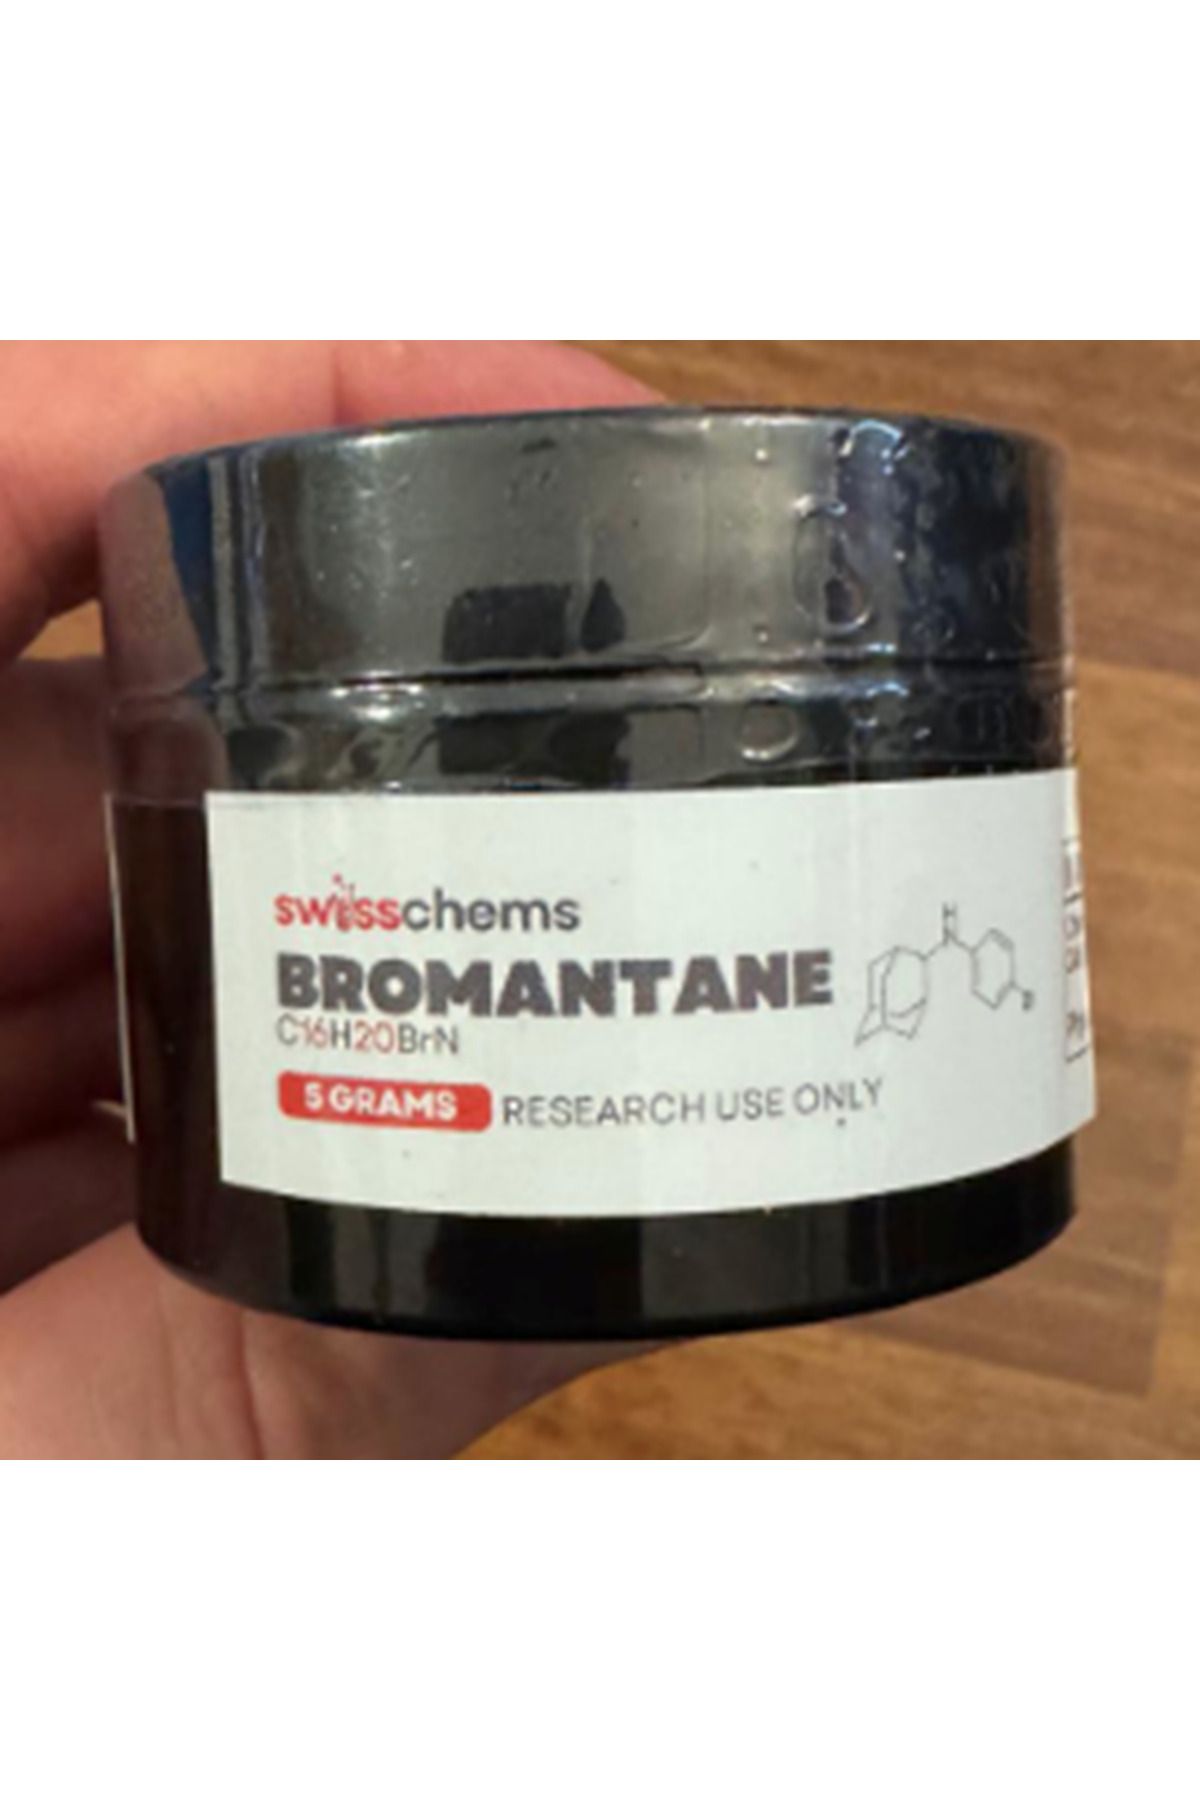 swisschems
BROMANTANE
C16H20BrN
5 GRAMS RESEARCH USE ONLY
H
N